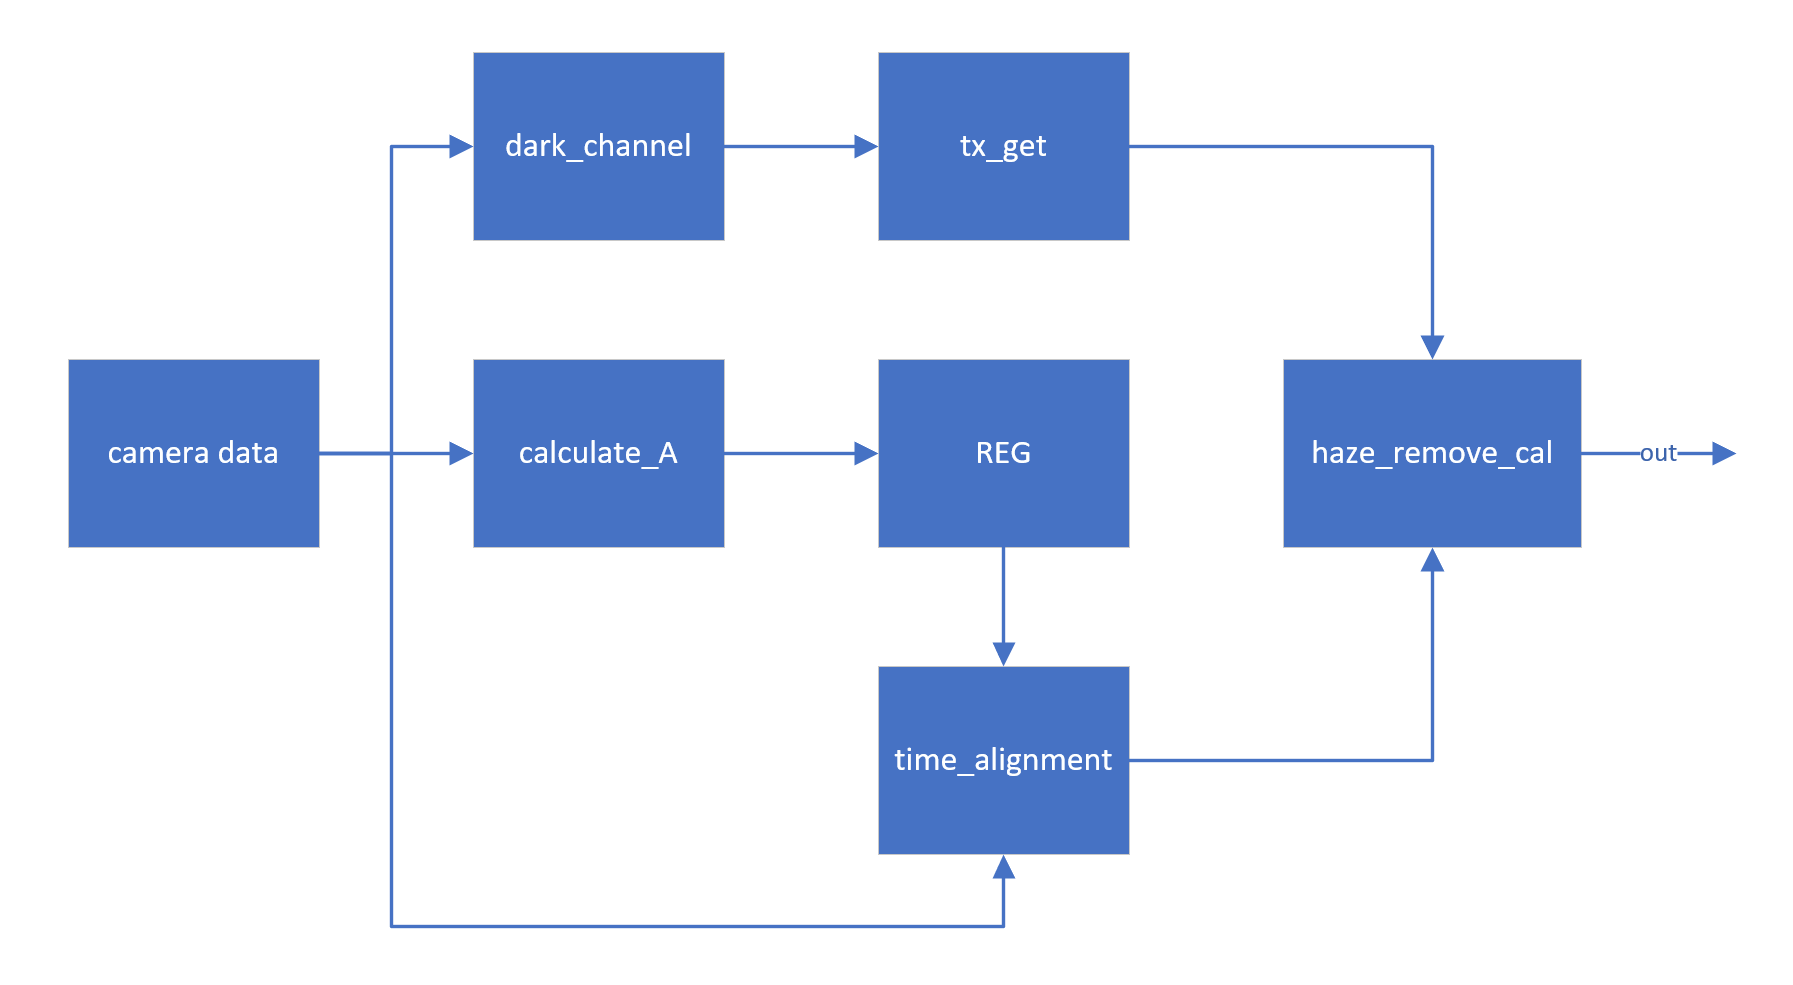 dark_channel
tx_get
camera data
calculate_A
REG
haze_remove_cal
out
time_alignment